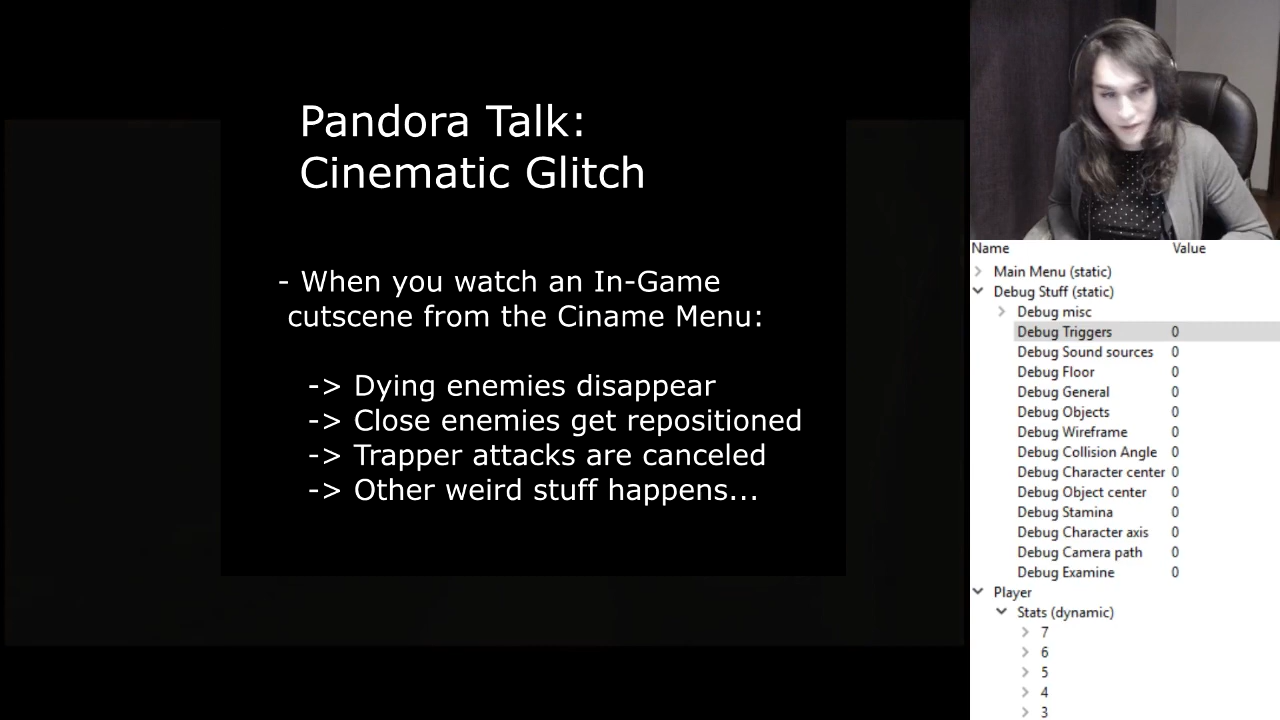 Pandora Talk:
Cinematic Glitch
- When you watch an In-Game
cutscene from the Ciname Menu:
-> Dying enemies disappear
-> Close enemies get repositioned
-> Trapper attacks are canceled
-> Other weird stuff happens...
Name Value
Main Menu (static)
Debug Stuff (static)
Debug misc
Debug Triggers 0
Debug Sound sources 0
Debug Floor 0
Debug General 0
Debug Objects 0
Debug Wireframe 0
Debug Collision Angle 0
Debug Character center 0
Debug Object center 0
Debug Stamina 0
Debug Character axis 0
Debug Camera path 0
Debug Examine 0
Player
Stats (dynamic)
7
6
5
4
3